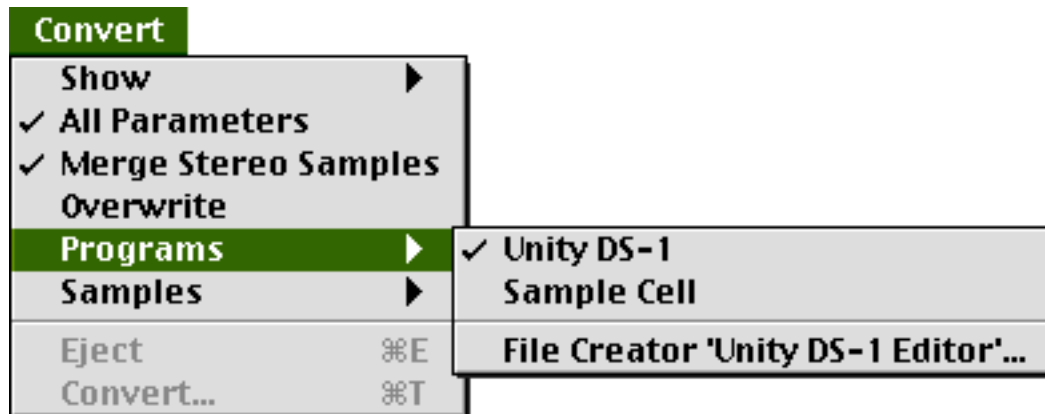 Convert
Show
✓ All Parameters
✓ Merge Stereo Samples
Overwrite
Programs
✓ Unity DS-1
Sample Cell
File Creator 'Unity DS-1 Editor'...
Samples
Eject ⌘E
Convert... ⌘T